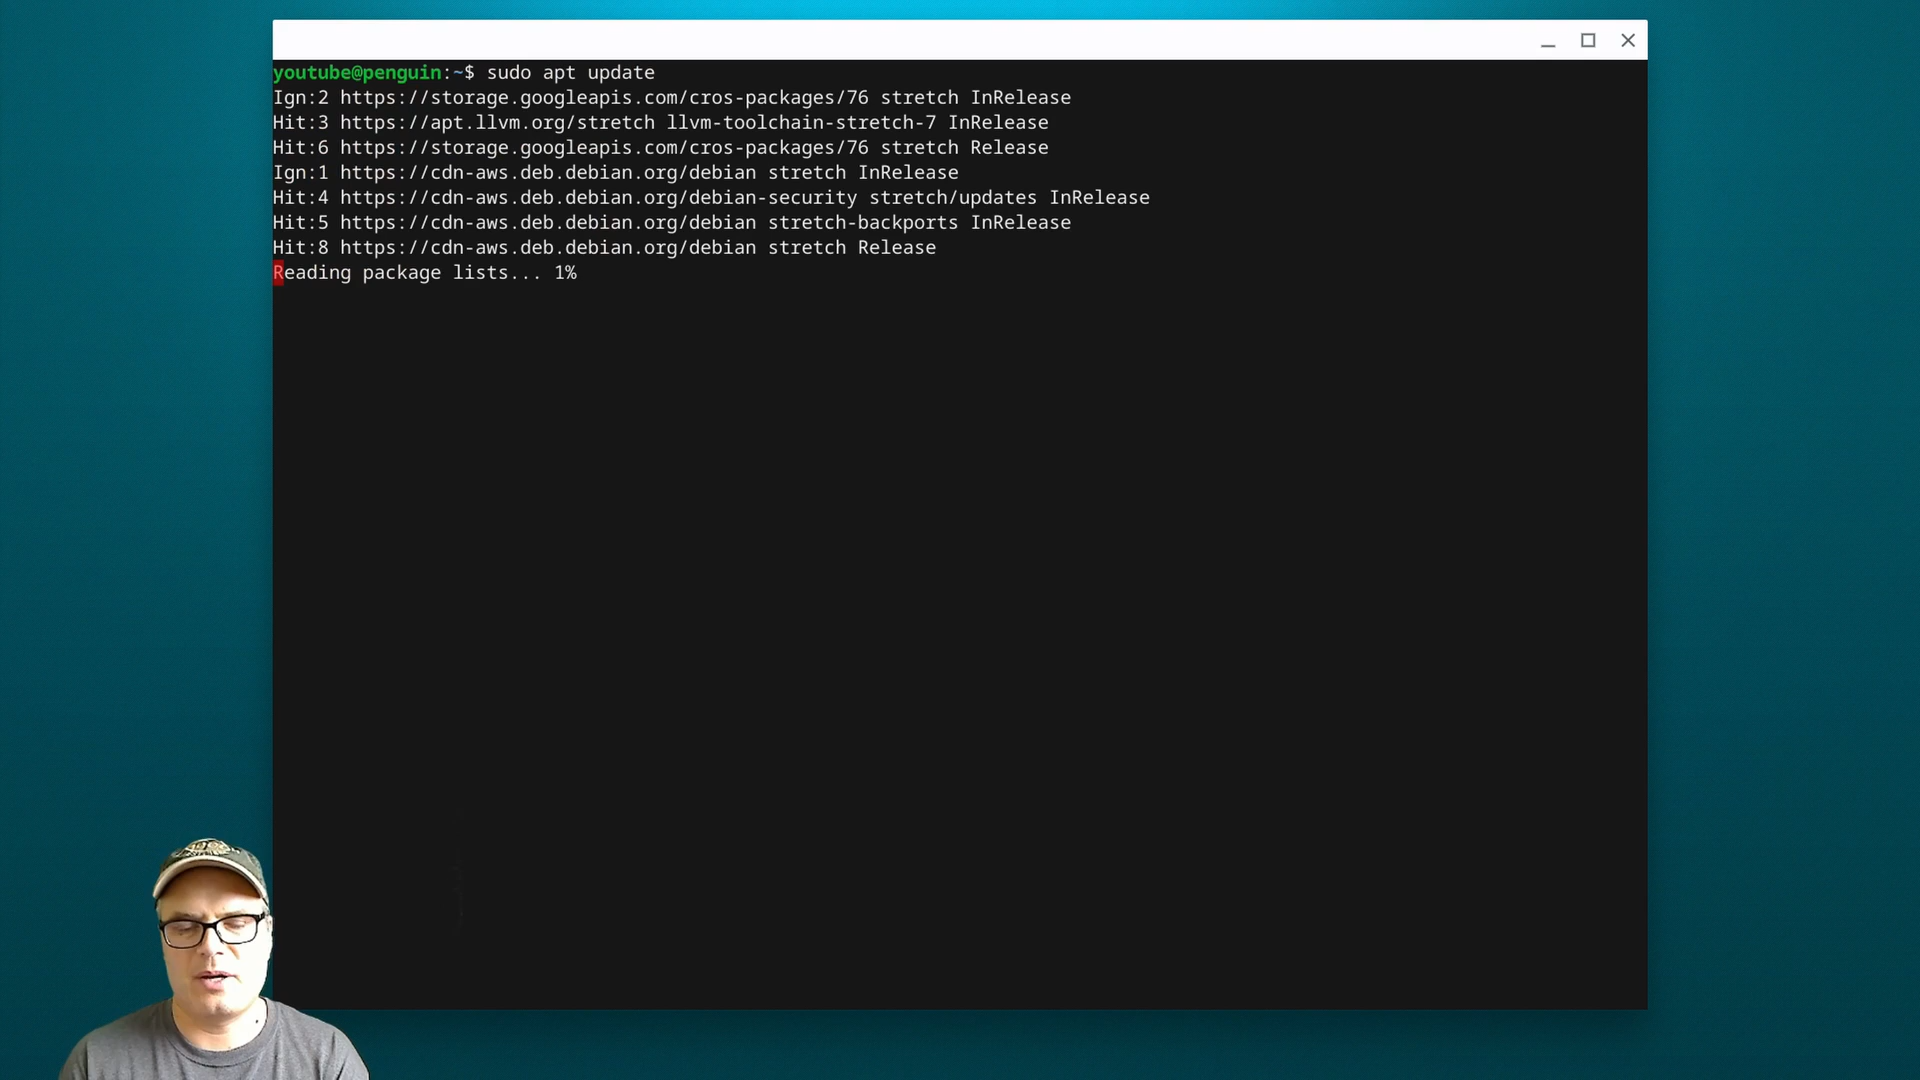 youtube@penguin:~$ sudo apt update
Ign:2 https://storage.googleapis.com/cros-packages/76 stretch InRelease
Hit:3 https://apt.llvm.org/stretch llvm-toolchain-stretch-7 InRelease
Hit:6 https://storage.googleapis.com/cros-packages/76 stretch Release
Ign:1 https://cdn-aws.deb.debian.org/debian stretch InRelease
Hit:4 https://cdn-aws.deb.debian.org/debian-security stretch/updates InRelease
Hit:5 https://cdn-aws.deb.debian.org/debian stretch-backports InRelease
Hit:8 https://cdn-aws.deb.debian.org/debian stretch Release
Reading package lists... 1%